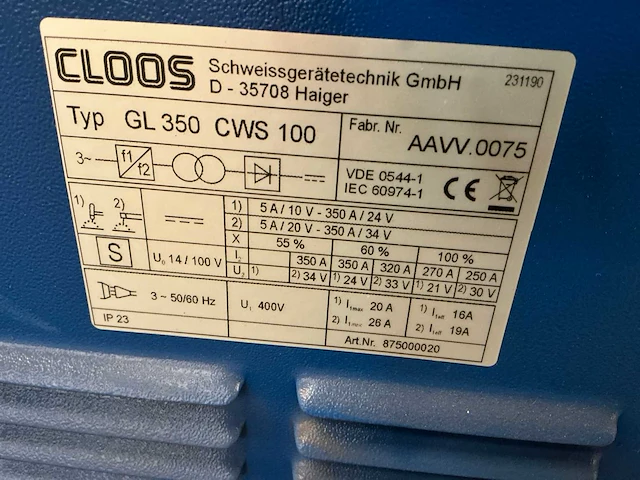 CLOOS Schweissgerätetechnik GmbH 231190
D - 35708 Haiger
Typ GL 350 CWS 100
Fabr. Nr. AAVV.0075
3~ f1 f2
VDE 0544-1
IEC 60974-1 CE
1) 2)
1) 5 A / 10 V - 350 A / 24 V
2) 5 A / 20 V - 350 A / 34 V
X 55 % 60 % 100 %
S U₀ 14 / 100 V
I₂ 350 A 350 A 320 A 270 A 250 A
U₂ 1) 2) 34 V 1) 24 V 2) 33 V 1) 21 V 2) 30 V
3 ~ 50/60 Hz U₁ 400V
1) I1max 20 A 1) I1eff 16A
2) I1max 26 A 2) I1eff 19A
IP 23
Art.Nr. 875000020